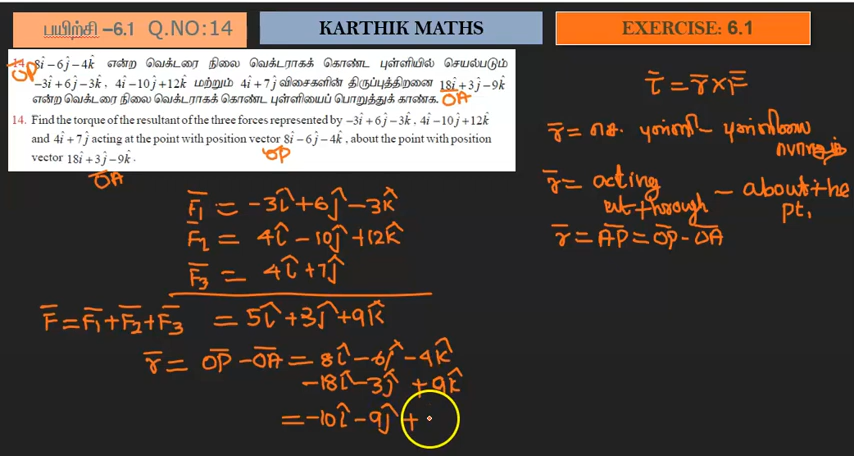 பயிற்சி –6.1 Q.NO:14
KARTHIK MATHS
EXERCISE: 6.1
14. 8î − 6ĵ − 4k̂ என்ற வெக்டரை நிலை வெக்டராகக் கொண்ட புள்ளியில் செயல்படும்
OP
−3î + 6ĵ − 3k̂, 4î − 10ĵ + 12k̂ மற்றும் 4î + 7ĵ விசைகளின் திருப்புத்திறனை 18î + 3ĵ − 9k̂
என்ற வெக்டரை நிலை வெக்டராகக் கொண்ட புள்ளியைப் பொறுத்துக் காண்க.
OA
14. Find the torque of the resultant of the three forces represented by −3î + 6ĵ − 3k̂, 4î − 10ĵ + 12k̂
and 4î + 7ĵ acting at the point with position vector 8î − 6ĵ − 4k̂, about the point with position
OP
vector 18î + 3ĵ − 9k̂.
OA
τ̄ = r̄ × F̄
r̄ = செ. புள்ளி − புள்ளியை
r̄ = acting at through − about the pt.
r̄ = AP = OP − OA
F̄₁ = −3î + 6ĵ − 3k̂
F̄₂ = 4î − 10ĵ + 12k̂
F̄₃ = 4î + 7ĵ
F̄ = F̄₁ + F̄₂ + F̄₃ = 5î + 3ĵ + 9k̂
r̄ = OP − OA = 8î − 6ĵ − 4k̂
−18î − 3ĵ + 9k̂
= −10î − 9ĵ +